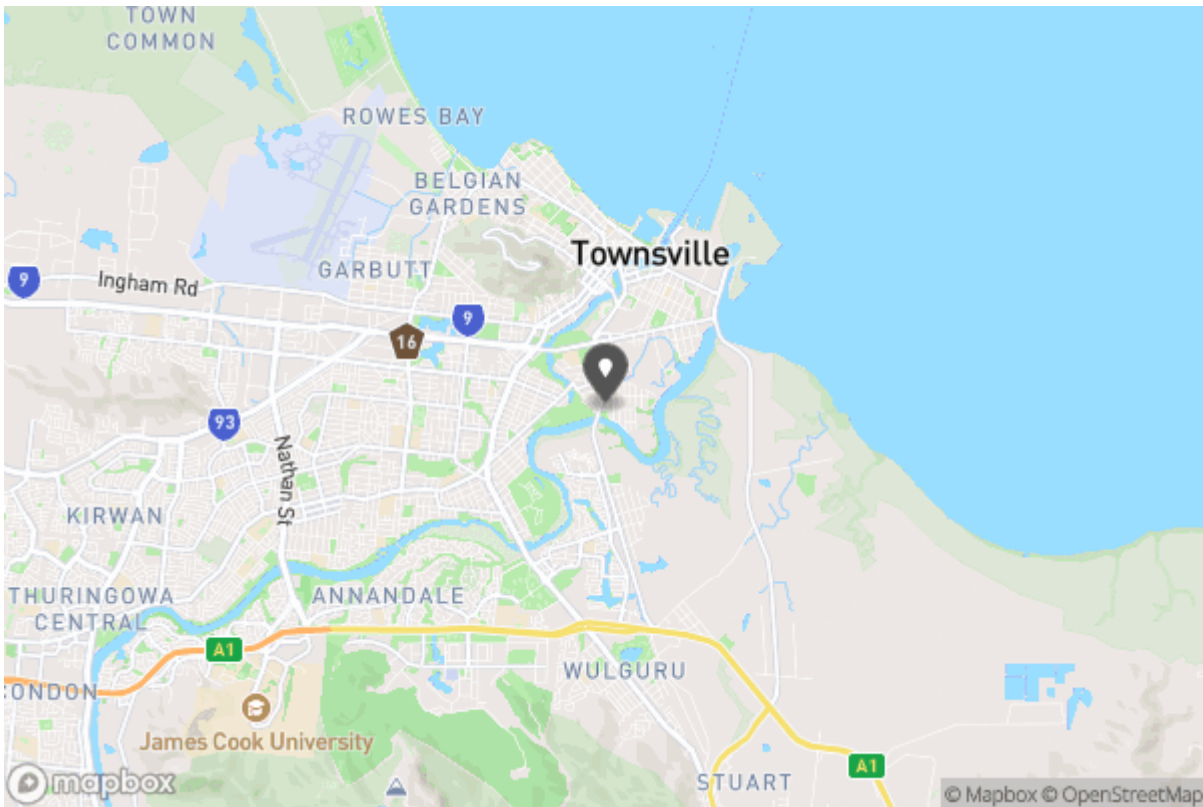 TOWN
COMMON
ROWES BAY
BELGIAN
GARDENS
Townsville
GARBUTT
9
Ingham Rd
9
16
93
Nathan St
KIRWAN
THURINGOWA
CENTRAL
ANNANDALE
A1
WULGURU
CONDON
James Cook University
A1
STUART
mapbox
© Mapbox © OpenStreetMap